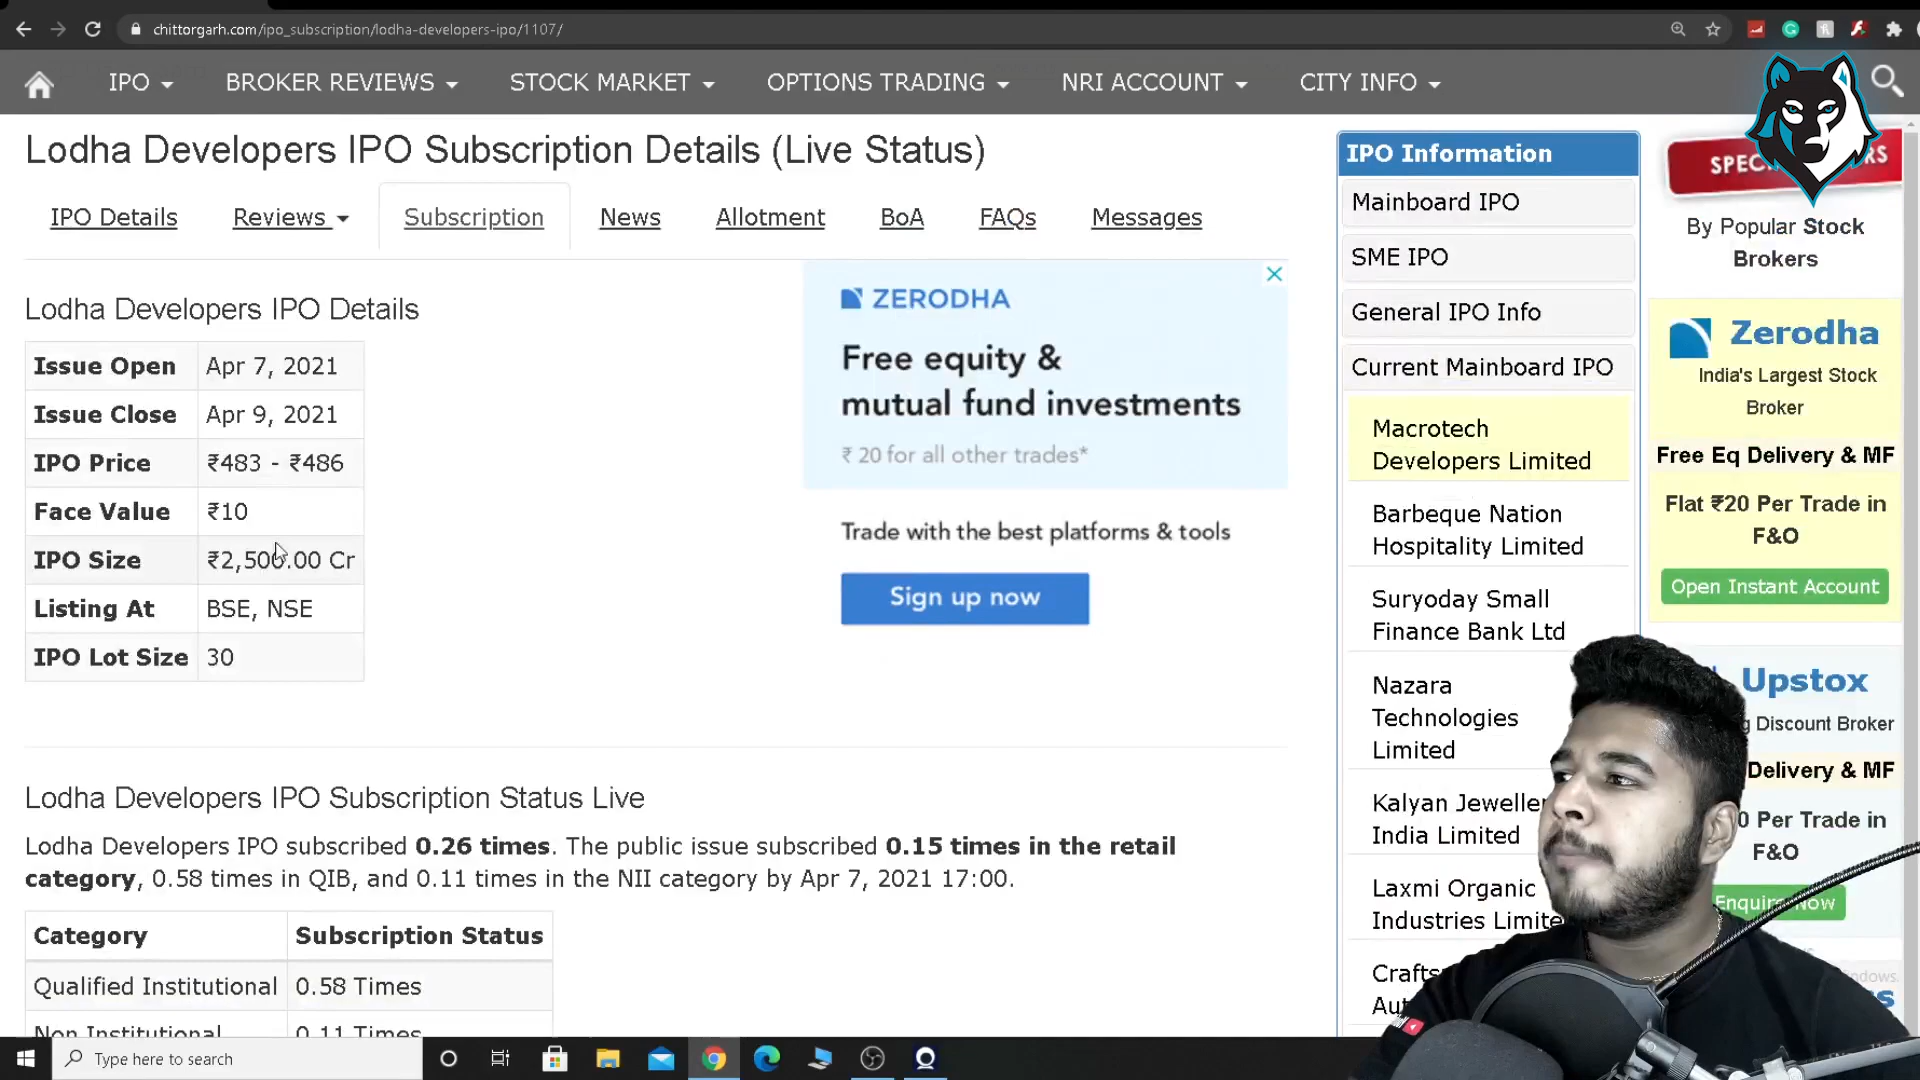 chittorgarh.com/ipo_subscription/lodha-developers-ipo/1107/
IPO
BROKER REVIEWS
STOCK MARKET
OPTIONS TRADING
NRI ACCOUNT
CITY INFO
Lodha Developers IPO Subscription Details (Live Status)
IPO Details
Reviews
Subscription
News
Allotment
BoA
FAQs
Messages
Lodha Developers IPO Details
Issue Open Apr 7, 2021
Issue Close Apr 9, 2021
IPO Price ₹483 - ₹486
Face Value ₹10
IPO Size ₹2,500.00 Cr
Listing At BSE, NSE
IPO Lot Size 30
ZERODHA
Free equity &
mutual fund investments
₹ 20 for all other trades*
Trade with the best platforms & tools
Sign up now
Lodha Developers IPO Subscription Status Live
Lodha Developers IPO subscribed 0.26 times. The public issue subscribed 0.15 times in the retail
category, 0.58 times in QIB, and 0.11 times in the NII category by Apr 7, 2021 17:00.
Category Subscription Status
Qualified Institutional 0.58 Times
Non Institutional 0.11 Times
IPO Information
Mainboard IPO
SME IPO
General IPO Info
Current Mainboard IPO
Macrotech
Developers Limited
Barbeque Nation
Hospitality Limited
Suryoday Small
Finance Bank Ltd
Nazara
Technologies
Limited
Kalyan
India Limited
Laxmi Organic
Industries
By Popular Stock
Brokers
Zerodha
India's Largest Stock
Broker
Free Eq Delivery & MF
Flat ₹20 Per Trade in
F&O
Open Instant Account
Upstox
Discount Broker
Delivery & MF
Per Trade in
F&O
Enquire Now
Type here to search